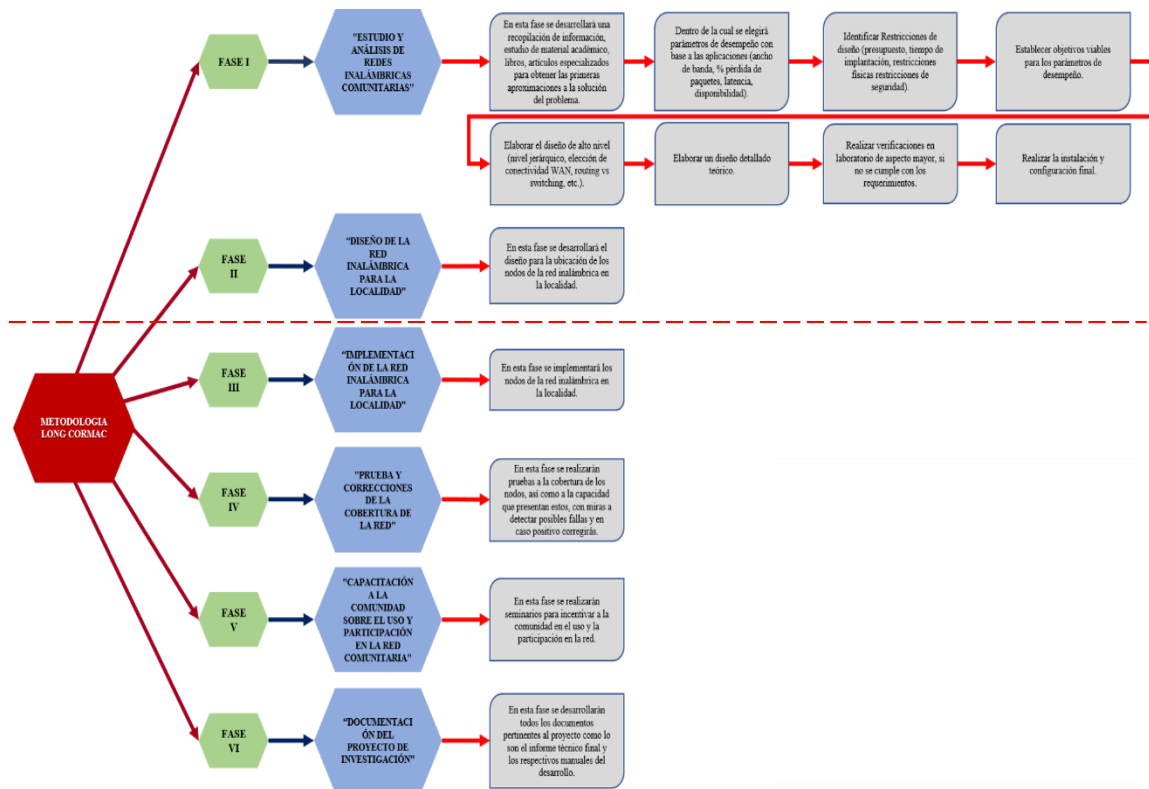 FASE I
"ESTUDIO Y
ANÁLISIS DE
REDES
INALÁMBRICAS
COMUNITARIAS"
En esta fase se desarrollará una
recopilación de información,
estudio de material académico,
libros, artículos especializados
para obtener las primeras
aproximaciones a la solución
del problema.
Dentro de la cual se elegirá
parámetros de desempeño con
base a las aplicaciones (ancho
de banda, % pérdida de
paquetes, latencia,
disponibilidad).
Identificar Restricciones de
diseño (presupuesto, tiempo de
implantación, restricciones
físicas restricciones de
seguridad).
Establecer objetivos viables
para los parámetros de
desempeño.
Elaborar el diseño de alto nivel
(nivel jerárquico, elección de
conectividad WAN, routing vs
switching, etc.).
Elaborar un diseño detallado
teórico.
Realizar verificaciones en
laboratorio de aspecto mayor, si
no se cumple con los
requerimientos.
Realizar la instalación y
configuración final.
FASE
II
"DISEÑO DE LA
RED
INALÁMBRICA
PARA LA
LOCALIDAD"
En esta fase se desarrollará el
diseño para la ubicación de los
nodos de la red inalámbrica en
la localidad.
METODOLOGIA
LONG CORMAC
FASE
III
"IMPLEMENTACI
ÓN DE LA RED
INALÁMBRICA
PARA LA
LOCALIDAD"
En esta fase se implementará los
nodos de la red inalámbrica en
la localidad.
FASE
IV
"PRUEBA Y
CORRECCIONES
DE LA
COBERTURA DE
LA RED"
En esta fase se realizarán
pruebas a la cobertura de los
nodos, así como a la capacidad
que presentan estos, con miras a
detectar posibles fallas y en
caso positivo corregirás.
FASE
V
"CAPACITACIÓN
A LA
COMUNIDAD
SOBRE EL USO Y
PARTICIPACIÓN
EN LA RED
COMUNITARIA"
En esta fase se realizarán
seminarios para incentivar a la
comunidad en el uso y la
participación en la red.
FASE
VI
"DOCUMENTACI
ÓN DEL
PROYECTO DE
INVESTIGACIÓN"
En esta fase se desarrollarán
todos los documentos
pertinentes al proyecto como lo
son el informe técnico final y
los respectivos manuales del
desarrollo.